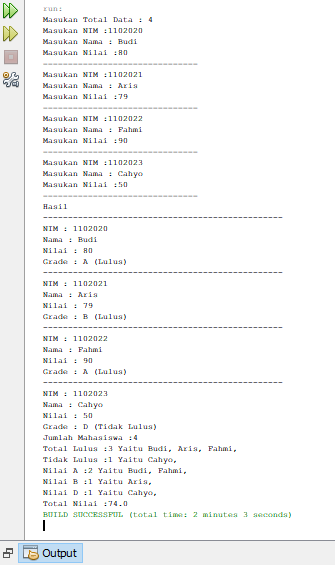 run:
Masukan Total Data : 4
Masukan NIM :1102020
Masukan Nama : Budi
Masukan Nilai :80
-------------------------------
Masukan NIM :1102021
Masukan Nama : Aris
Masukan Nilai :79
-------------------------------
Masukan NIM :1102022
Masukan Nama : Fahmi
Masukan Nilai :90
-------------------------------
Masukan NIM :1102023
Masukan Nama : Cahyo
Masukan Nilai :50
-------------------------------
Hasil
------------------------------------------------
NIM : 1102020
Nama : Budi
Nilai : 80
Grade : A (Lulus)
------------------------------------------------
NIM : 1102021
Nama : Aris
Nilai : 79
Grade : B (Lulus)
------------------------------------------------
NIM : 1102022
Nama : Fahmi
Nilai : 90
Grade : A (Lulus)
------------------------------------------------
NIM : 1102023
Nama : Cahyo
Nilai : 50
Grade : D (Tidak Lulus)
Jumlah Mahasiswa :4
Total Lulus :3 Yaitu Budi, Aris, Fahmi,
Tidak Lulus :1 Yaitu Cahyo,
Nilai A :2 Yaitu Budi, Fahmi,
Nilai B :1 Yaitu Aris,
Nilai D :1 Yaitu Cahyo,
Total Nilai :74.0
BUILD SUCCESSFUL (total time: 2 minutes 3 seconds)
Output